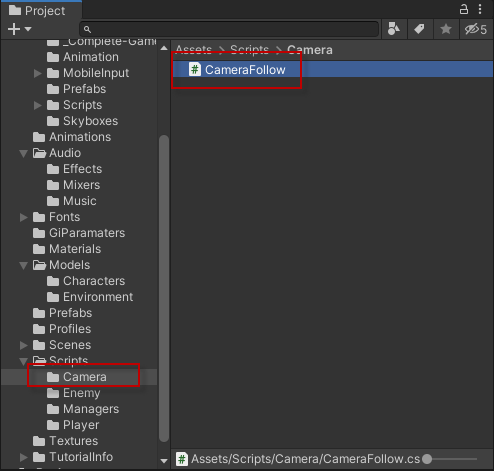 Project
5
_Complete-Game
Animation
MobileInput
Prefabs
Scripts
Skyboxes
Animations
Audio
Effects
Mixers
Music
Fonts
GiParamaters
Materials
Models
Characters
Environment
Prefabs
Profiles
Scenes
Scripts
Camera
Enemy
Managers
Player
Textures
TutorialInfo
Assets > Scripts > Camera
# CameraFollow
# Assets/Scripts/Camera/CameraFollow.cs